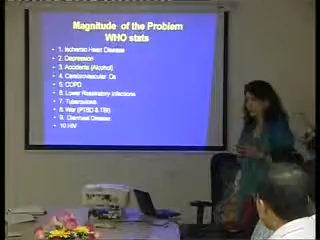 Magnitude of the Problem
WHO stats
• 1. Ischemic Heart Disease
• 2. Depression
• 3. Accidents (Alcohol)
• 4. Cerebrovascular Ds
• 5. COPD
• 6. Lower Respiratory Infections
• 7. Tuberculosis
• 8. War (PTSD & TBI)
• 9. Diarrheal Disease
• 10.HIV